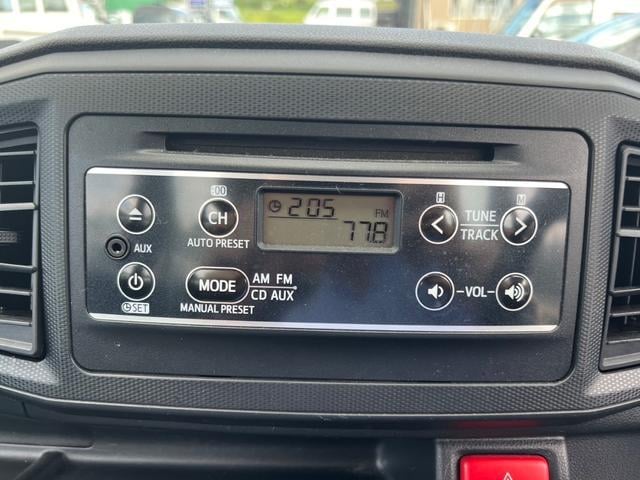 :00 H M
CH 2:05 FM TUNE
AUX AUTO PRESET 77.8 TRACK
MODE AM FM
CD AUX -VOL-
SET MANUAL PRESET